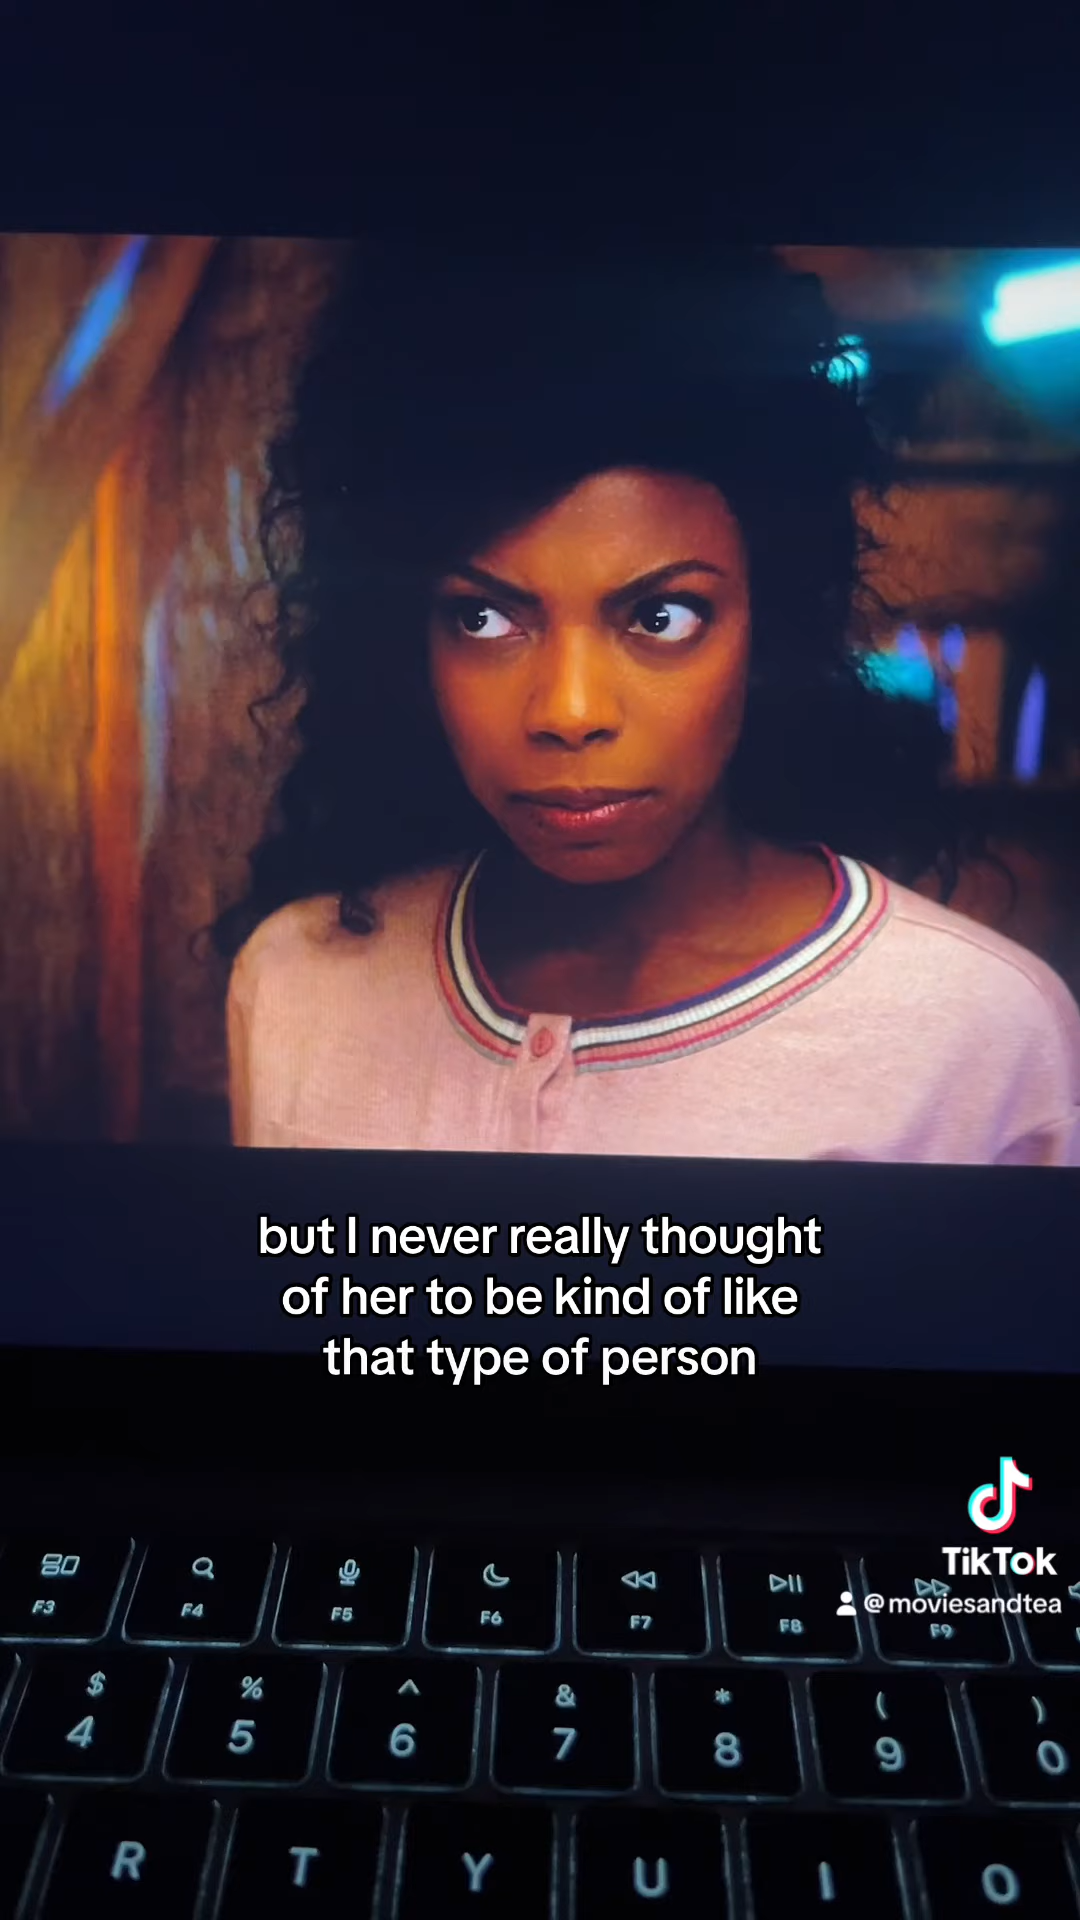 but I never really thought
of her to be kind of like
that type of person
TikTok
@moviesandtea
F3
F4
F5
F6
F7
F8
F9
$ % ^ & * ( )
4 5 6 7 8 9 0
R T Y U I O